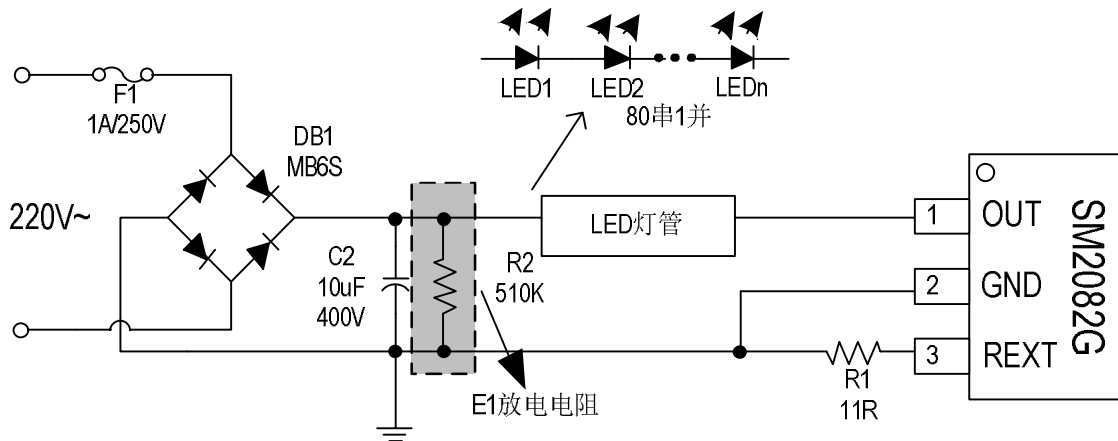 LED1
LED2
LEDn
80串1并
F1
1A/250V
DB1
MB6S
220V~
C2
10uF
400V
R2
510K
LED灯管
E1放电电阻
R1
11R
1
OUT
2
GND
3
REXT
SM2082G